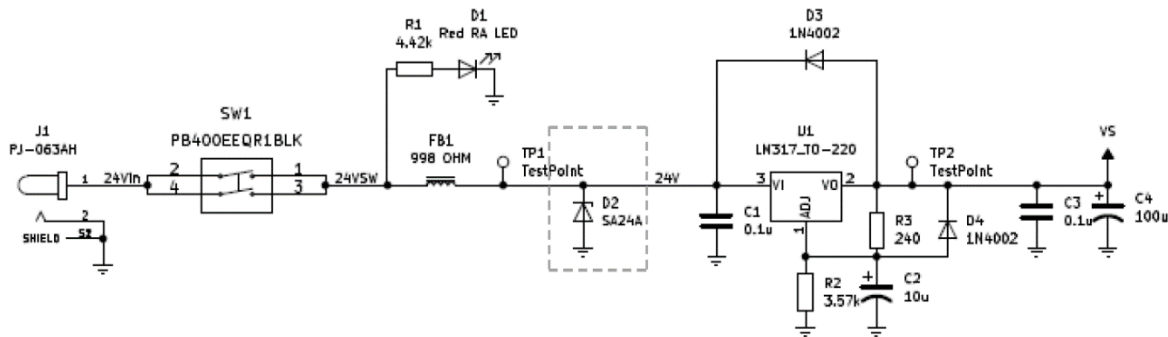 J1
PJ-063AH
1
24VIn
2
S2
SHIELD
SW1
PB400EEQR1BLK
2
4
1
3
24VSW
R1
4.42k
D1
Red RA LED
FB1
998 OHM
TP1
TestPoint
D2
SA24A
24V
C1
0.1u
D3
1N4002
U1
LM317_TO-220
3
VI
VO
2
ADJ
1
R2
3.57k
R3
240
C2
10u
+
TP2
TestPoint
D4
1N4002
C3
0.1u
VS
+
C4
100u